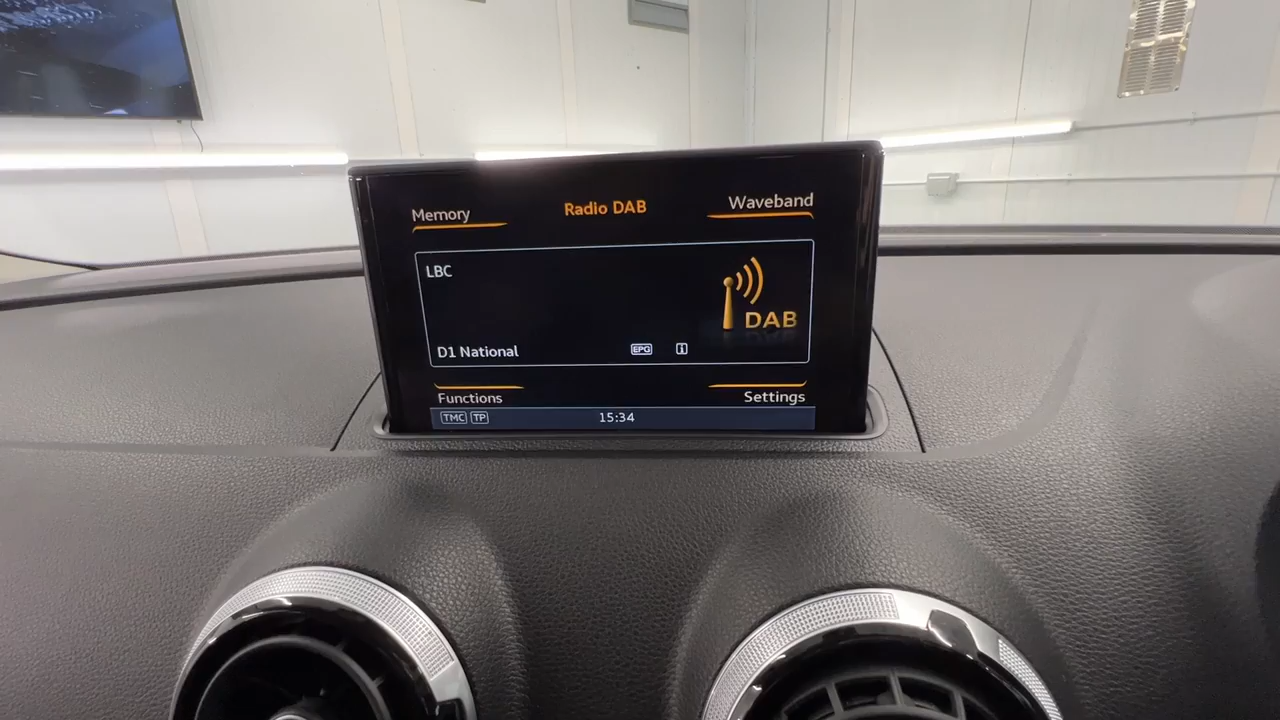 Memory
Radio DAB
Waveband
LBC
DAB
D1 National
EPG
i
Functions
Settings
TMC TP
15:34